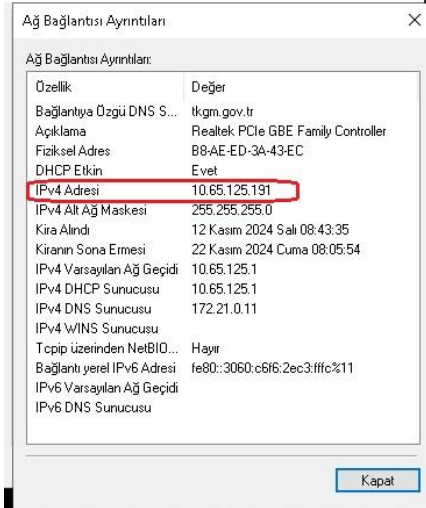 Ağ Bağlantısı Ayrıntıları
Ağ Bağlantısı Ayrıntıları:
Özellik Değer
Bağlantıya Özgü DNS S... tkgm.gov.tr
Açıklama Realtek PCIe GBE Family Controller
Fiziksel Adres B8-AE-ED-3A-43-EC
DHCP Etkin Evet
IPv4 Adresi 10.65.125.191
IPv4 Alt Ağ Maskesi 255.255.255.0
Kira Alındı 12 Kasım 2024 Salı 08:43:35
Kiranın Sona Ermesi 22 Kasım 2024 Cuma 08:05:54
IPv4 Varsayılan Ağ Geçidi 10.65.125.1
IPv4 DHCP Sunucusu 10.65.125.1
IPv4 DNS Sunucusu 172.21.0.11
IPv4 WINS Sunucusu
Tcpip üzerinden NetBIO... Hayır
Bağlantı yerel IPv6 Adresi fe80::3060:c6f6:2ec3:fffc%11
IPv6 Varsayılan Ağ Geçidi
IPv6 DNS Sunucusu
Kapat